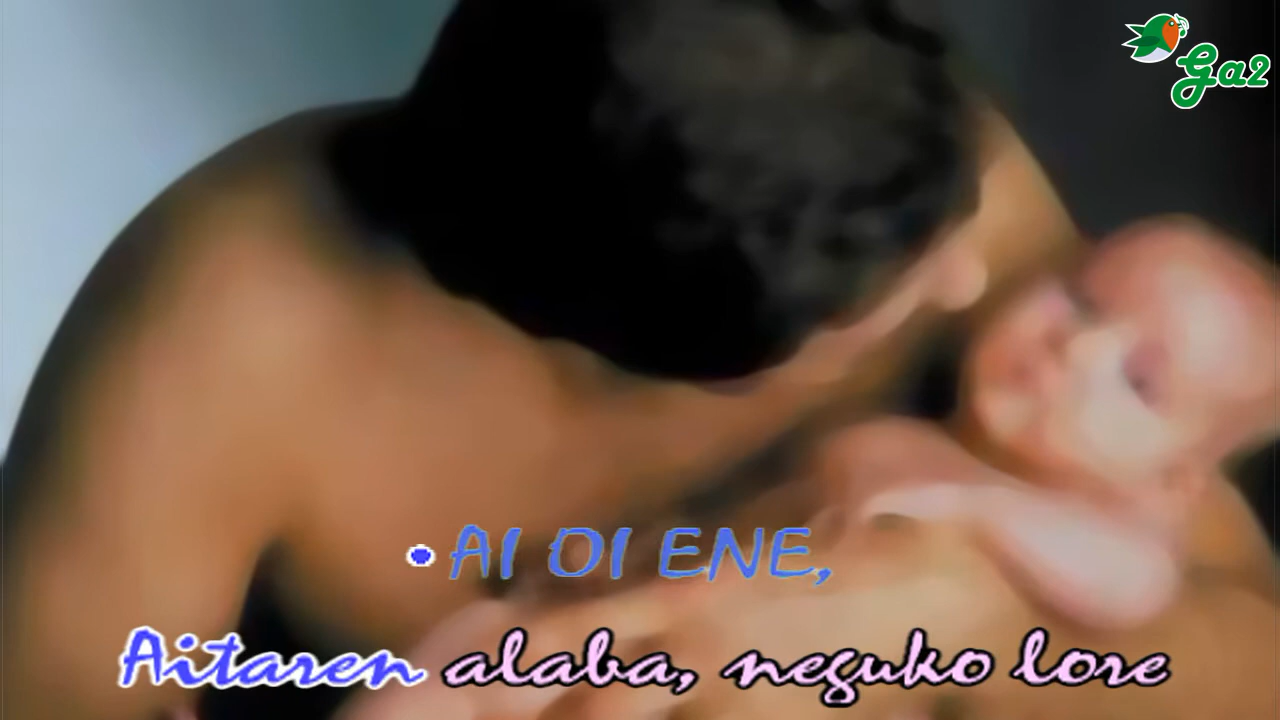 Ga2
• AI OI ENE,
Aitaren alaba, neguko lore